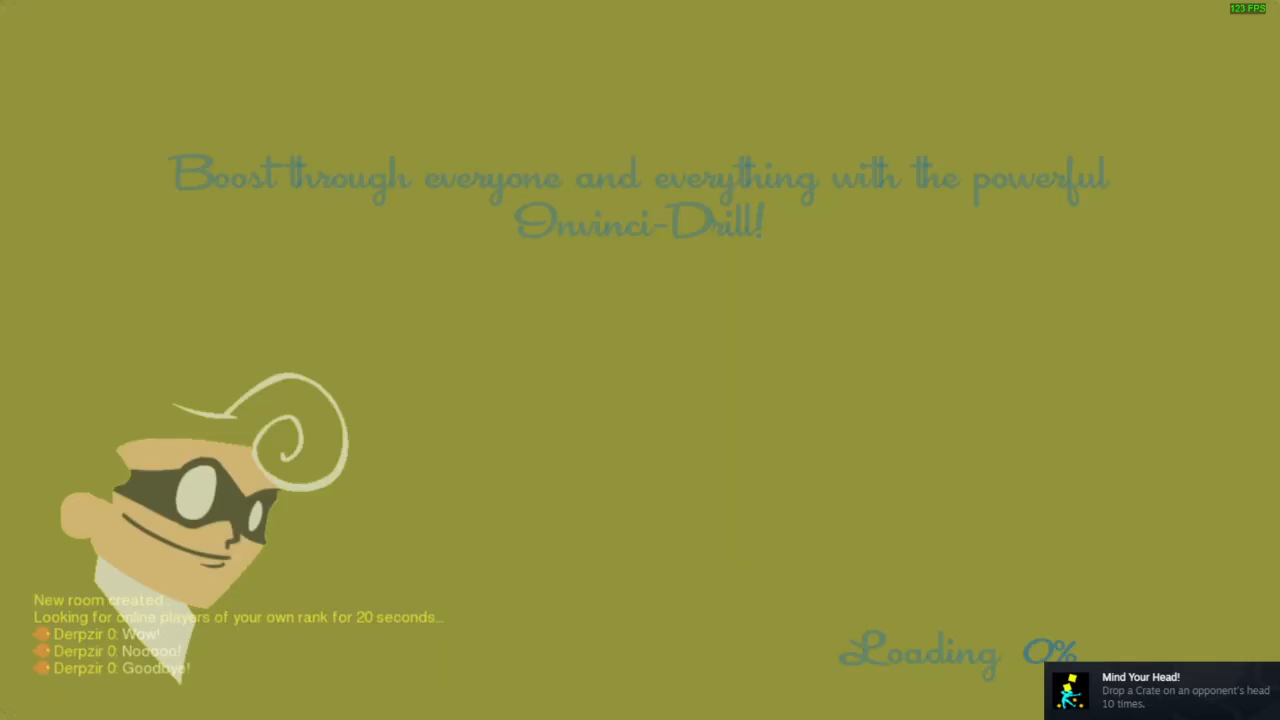 123 FPS
Boost through everyone and everything with the powerful
Invinci-Drill!
New room created
Looking for online players of your own rank for 20 seconds...
Derpzir 0: Wow!
Derpzir 0: Nooooo!
Derpzir 0: Goodbye!
Loading 0%
Mind Your Head!
Drop a Crate on an opponent's head
10 times.